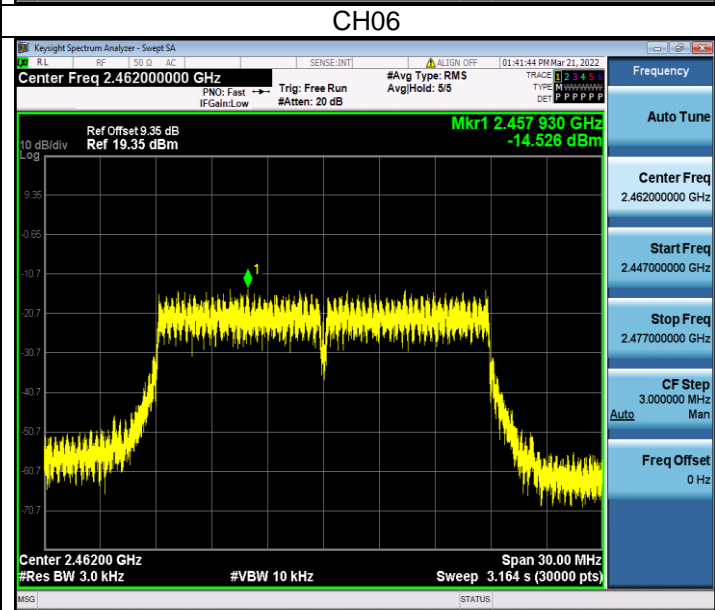 CH06
Keysight Spectrum Analyzer - Swept SA
RL RF 50 Ω AC SENSE:INT ALIGN OFF 01:41:44 PM Mar 21, 2022
Center Freq 2.462000000 GHz
PNO: Fast
IFGain:Low
Trig: Free Run
#Atten: 20 dB
#Avg Type: RMS
Avg|Hold: 5/5
TRACE 1 2 3 4 5 6
TYPE M WWWWW
DET P P P P P P
Frequency
Auto Tune
Center Freq
2.462000000 GHz
Start Freq
2.447000000 GHz
Stop Freq
2.477000000 GHz
CF Step
3.000000 MHz
Auto Man
Freq Offset
0 Hz
Ref Offset 9.35 dB
10 dB/div Ref 19.35 dBm
Log
Mkr1 2.457 930 GHz
-14.526 dBm
1
9.35
-0.65
-10.7
-20.7
-30.7
-40.7
-50.7
-60.7
-70.7
Center 2.46200 GHz Span 30.00 MHz
#Res BW 3.0 kHz #VBW 10 kHz Sweep 3.164 s (30000 pts)
MSG STATUS